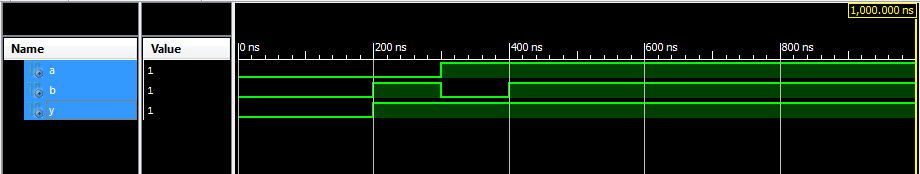 1,000.000 ns
Name Value
0 ns 200 ns 400 ns 600 ns 800 ns
a 1
b 1
y 1